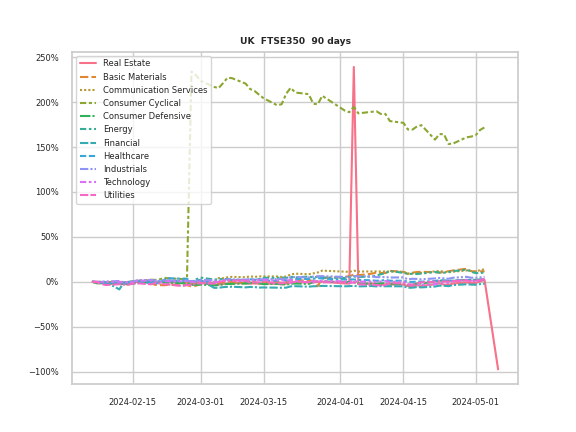 UK FTSE350 90 days
250%
200%
150%
100%
50%
0%
−50%
−100%
Real Estate
Basic Materials
Communication Services
Consumer Cyclical
Consumer Defensive
Energy
Financial
Healthcare
Industrials
Technology
Utilities
2024-02-15 2024-03-01 2024-03-15 2024-04-01 2024-04-15 2024-05-01